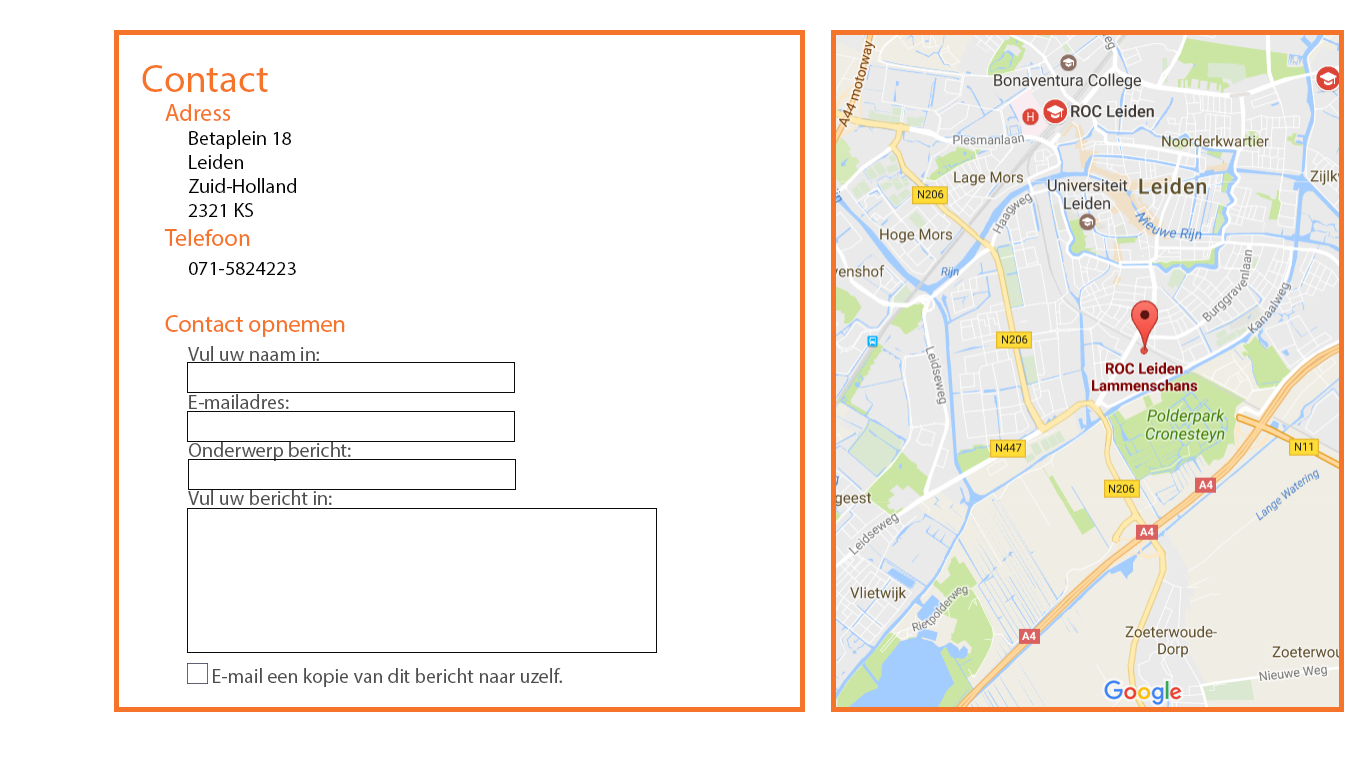 Contact
Adress
Betaplein 18
Leiden
Zuid-Holland
2321 KS
Telefoon
071-5824223
Contact opnemen
Vul uw naam in:
E-mailadres:
Onderwerp bericht:
Vul uw bericht in:
E-mail een kopie van dit bericht naar uzelf.
A44 motorway
Bonaventura College
H
ROC Leiden
Plesmanlaan
Noorderkwartier
Lage Mors
Universiteit
Leiden
Leiden
N206
Haagweg
Nieuwe Rijn
Hoge Mors
Rijn
Burggravenlaan
Kanaalweg
N206
Leidseweg
ROC Leiden
Lammenschans
Polderpark
Cronesteyn
N447
N11
N206
A4
Lange Watering
geest
Leidseweg
A4
Vlietwijk
Rietpolderweg
A4
Zoeterwoude-
Dorp
Zoeterwou
Nieuwe Weg
Google